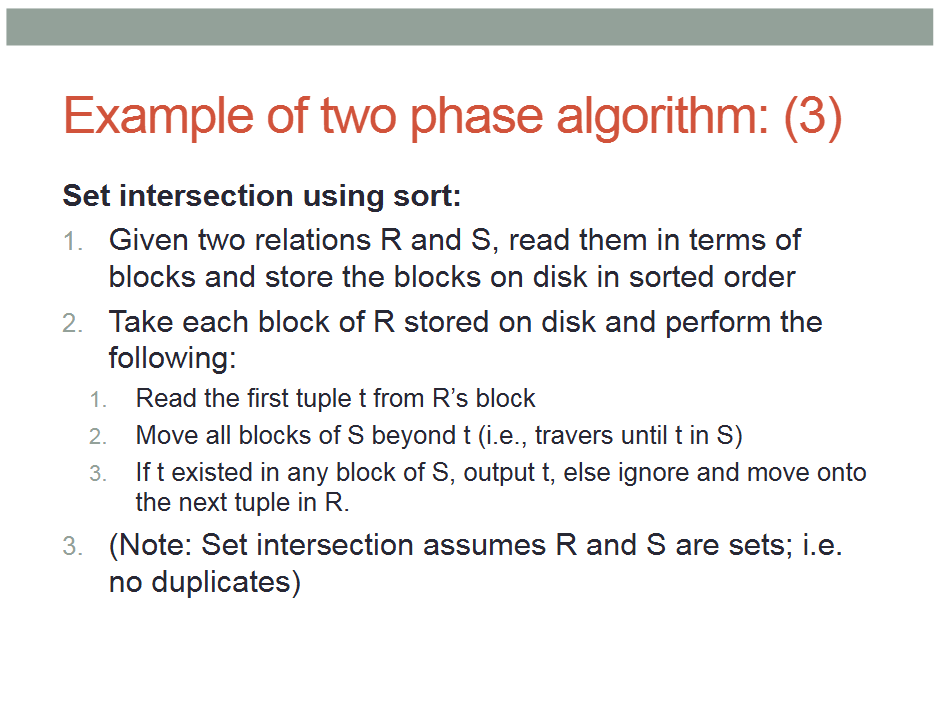 Example of two phase algorithm: (3)
Set intersection using sort:
1. Given two relations R and S, read them in terms of
blocks and store the blocks on disk in sorted order
2. Take each block of R stored on disk and perform the
following:
1. Read the first tuple t from R’s block
2. Move all blocks of S beyond t (i.e., travers until t in S)
3. If t existed in any block of S, output t, else ignore and move onto
the next tuple in R.
3. (Note: Set intersection assumes R and S are sets; i.e.
no duplicates)